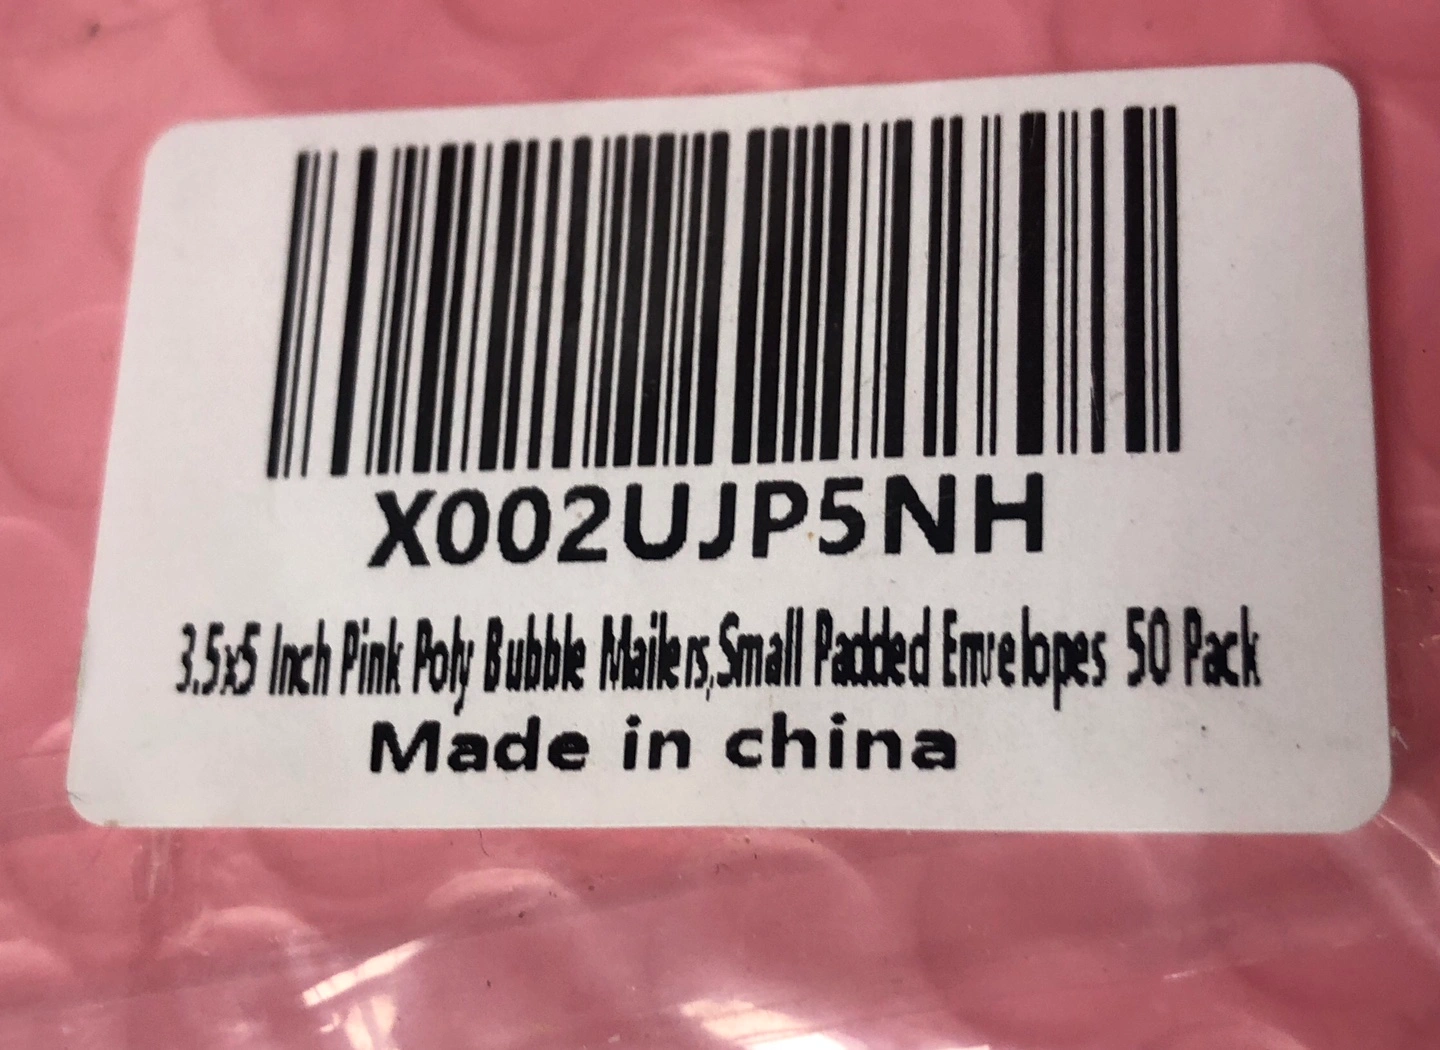 X002UJP5NH
3.5x5 Inch Pink Poly Bubble Mailers,Small Padded Envelopes 50 Pack
Made in china